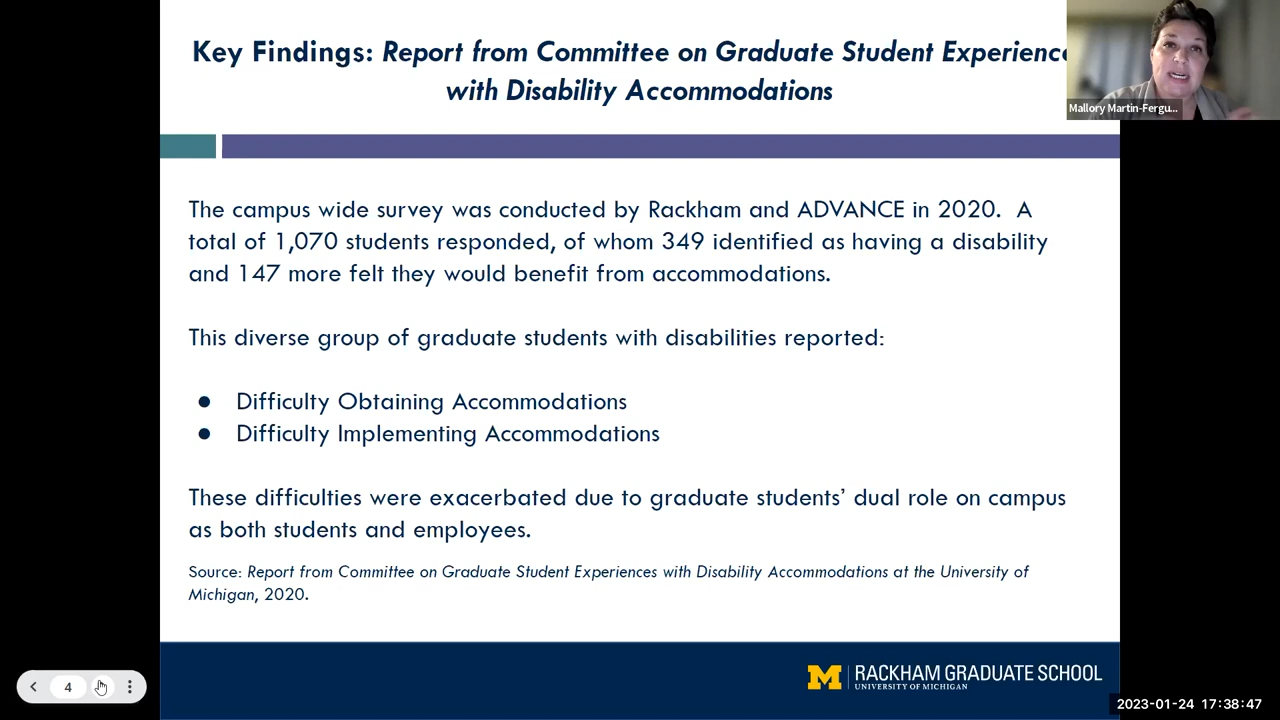 Key Findings: Report from Committee on Graduate Student Experienc
with Disability Accommodations
Mallory Martin-Fergu...
The campus wide survey was conducted by Rackham and ADVANCE in 2020. A
total of 1,070 students responded, of whom 349 identified as having a disability
and 147 more felt they would benefit from accommodations.
This diverse group of graduate students with disabilities reported:
● Difficulty Obtaining Accommodations
● Difficulty Implementing Accommodations
These difficulties were exacerbated due to graduate students’ dual role on campus
as both students and employees.
Source: Report from Committee on Graduate Student Experiences with Disability Accommodations at the University of
Michigan, 2020.
4
M RACKHAM GRADUATE SCHOOL
UNIVERSITY OF MICHIGAN
2023-01-24 17:38:47